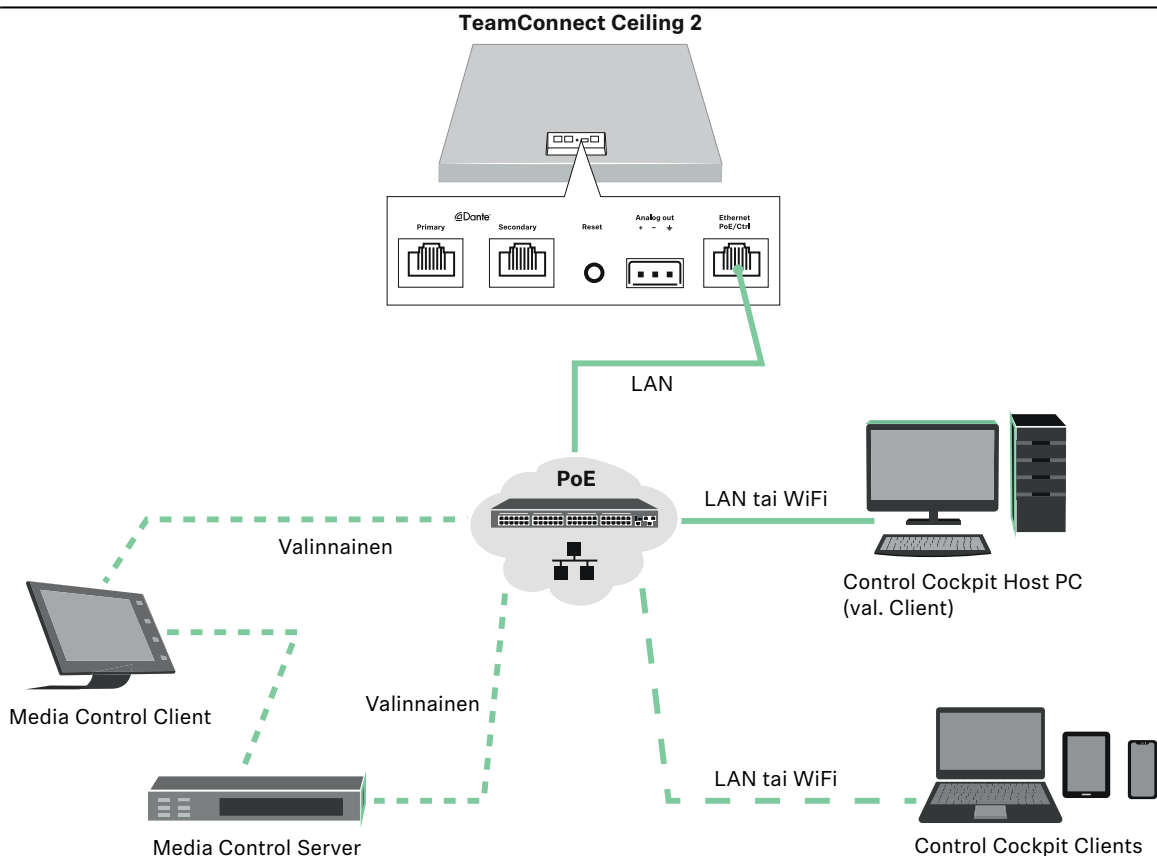 TeamConnect Ceiling 2
Dante
Primary
Secondary
Reset
Analog out
+ -
Ethernet
PoE/Ctrl
LAN
PoE
LAN tai WiFi
Valinnainen
Control Cockpit Host PC
(val. Client)
Media Control Client
Valinnainen
LAN tai WiFi
Media Control Server
Control Cockpit Clients